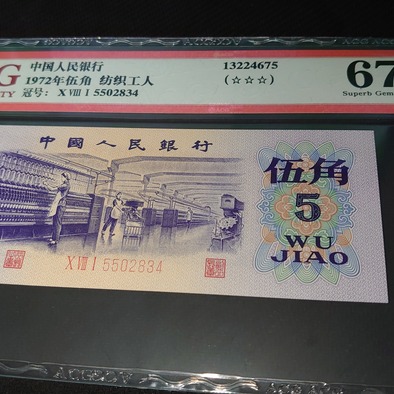 G
TY
中国人民银行
1972年伍角 纺织工人
冠号: X Ⅷ I 5502834
13224675
(☆☆☆)
67
Superb Gem
中國人民銀行
伍角
5
WU
JIAO
X Ⅷ I 5502834